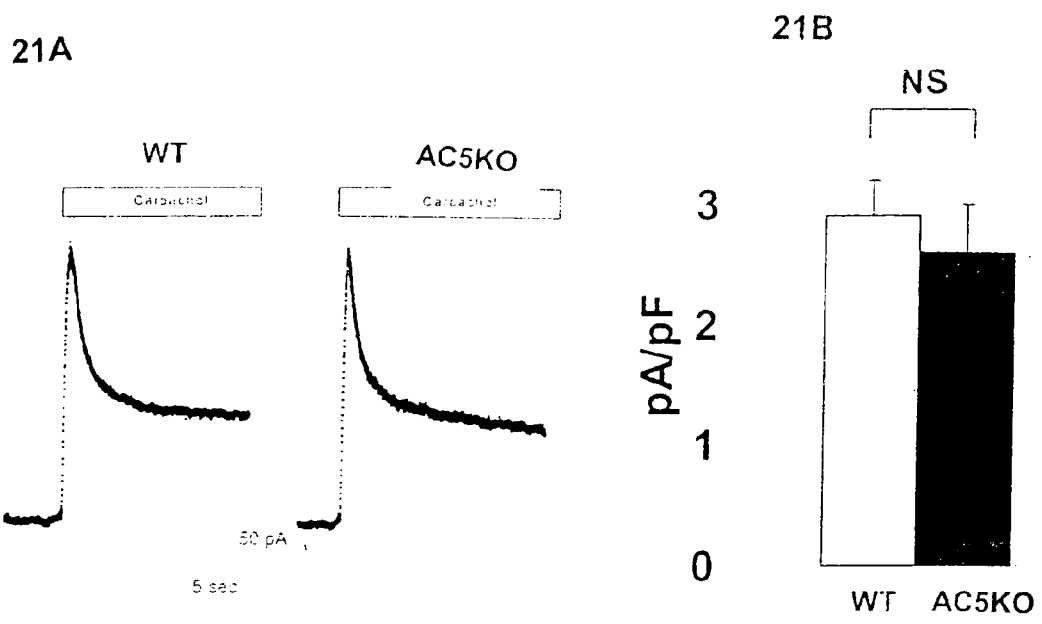 21A
WT
AC5KO
Carbachol
Carbachol
50 pA
5 sec
21B
NS
pA/pF
3
2
1
0
WT
AC5KO